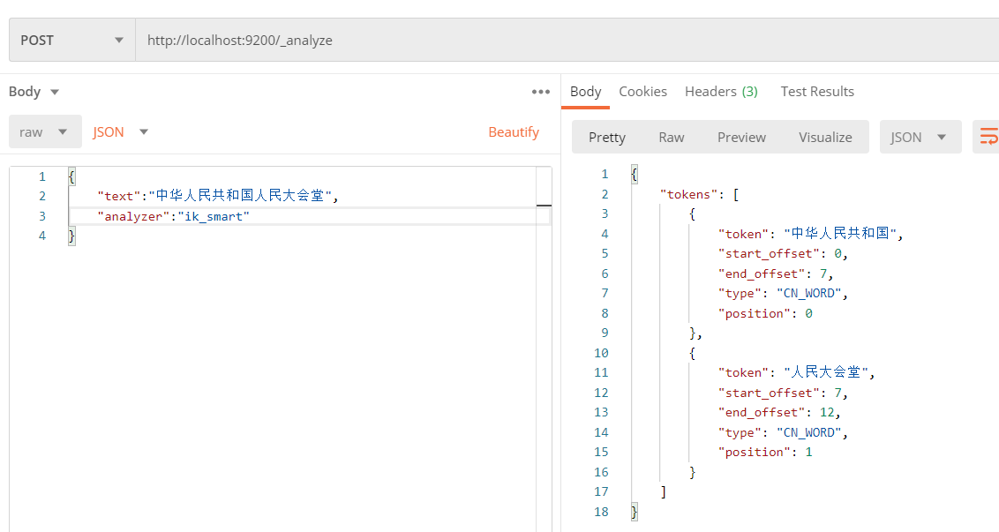 POST http://localhost:9200/_analyze
Body
raw JSON Beautify
1 {
2 "text":"中华人民共和国人民大会堂",
3 "analyzer":"ik_smart"
4 }
Body Cookies Headers (3) Test Results
Pretty Raw Preview Visualize JSON
1 {
2 "tokens": [
3 {
4 "token": "中华人民共和国",
5 "start_offset": 0,
6 "end_offset": 7,
7 "type": "CN_WORD",
8 "position": 0
9 },
10 {
11 "token": "人民大会堂",
12 "start_offset": 7,
13 "end_offset": 12,
14 "type": "CN_WORD",
15 "position": 1
16 }
17 ]
18 }